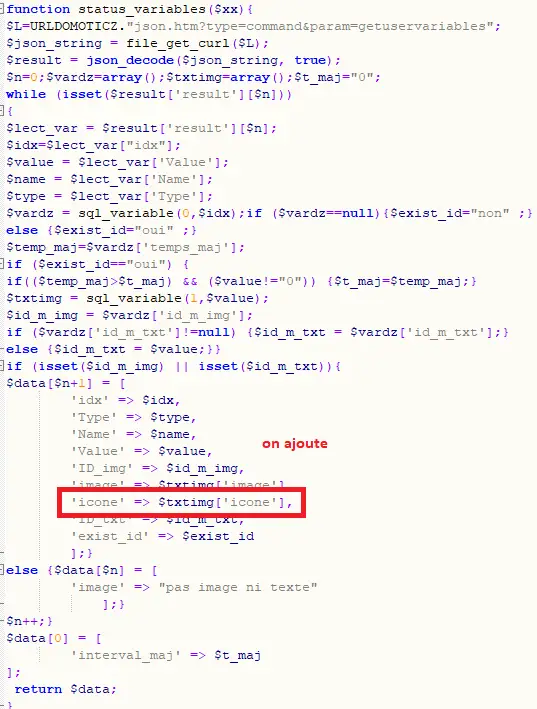 function status_variables($xx){
$L=URLDOMOTICZ."json.htm?type=command&param=getuservariables";
$json_string = file_get_curl($L);
$result = json_decode($json_string, true);
$n=0;$vardz=array();$txtimg=array();$t_maj="0";
while (isset($result['result'][$n]))
{
$lect_var = $result['result'][$n];
$idx=$lect_var["idx"];
$value = $lect_var['Value'];
$name = $lect_var['Name'];
$type = $lect_var['Type'];
$vardz = sql_variable(0,$idx);if ($vardz==null){$exist_id="non" ;}
else {$exist_id="oui" ;}
$temp_maj=$vardz['temps_maj'];
if ($exist_id=="oui") {
if(($temp_maj>$t_maj) && ($value!="0")) {$t_maj=$temp_maj;}
$txtimg = sql_variable(1,$value);
$id_m_img = $vardz['id_m_img'];
if ($vardz['id_m_txt']!=null) {$id_m_txt = $vardz['id_m_txt'];}
else {$id_m_txt = $value;}}
if (isset($id_m_img) || isset($id_m_txt)){
$data[$n+1] = [
'idx' => $idx,
'Type' => $type,
'Name' => $name,
on ajoute
'Value' => $value,
'ID_img' => $id_m_img,
'image' => $txtimg['image'],
'icone' => $txtimg['icone'],
'ID_txt' => $id_m_txt,
'exist_id' => $exist_id
];}
else {$data[$n] = [
'image' => "pas image ni texte"
];}
$n++;}
$data[0] = [
'interval_maj' => $t_maj
];
return $data;
}